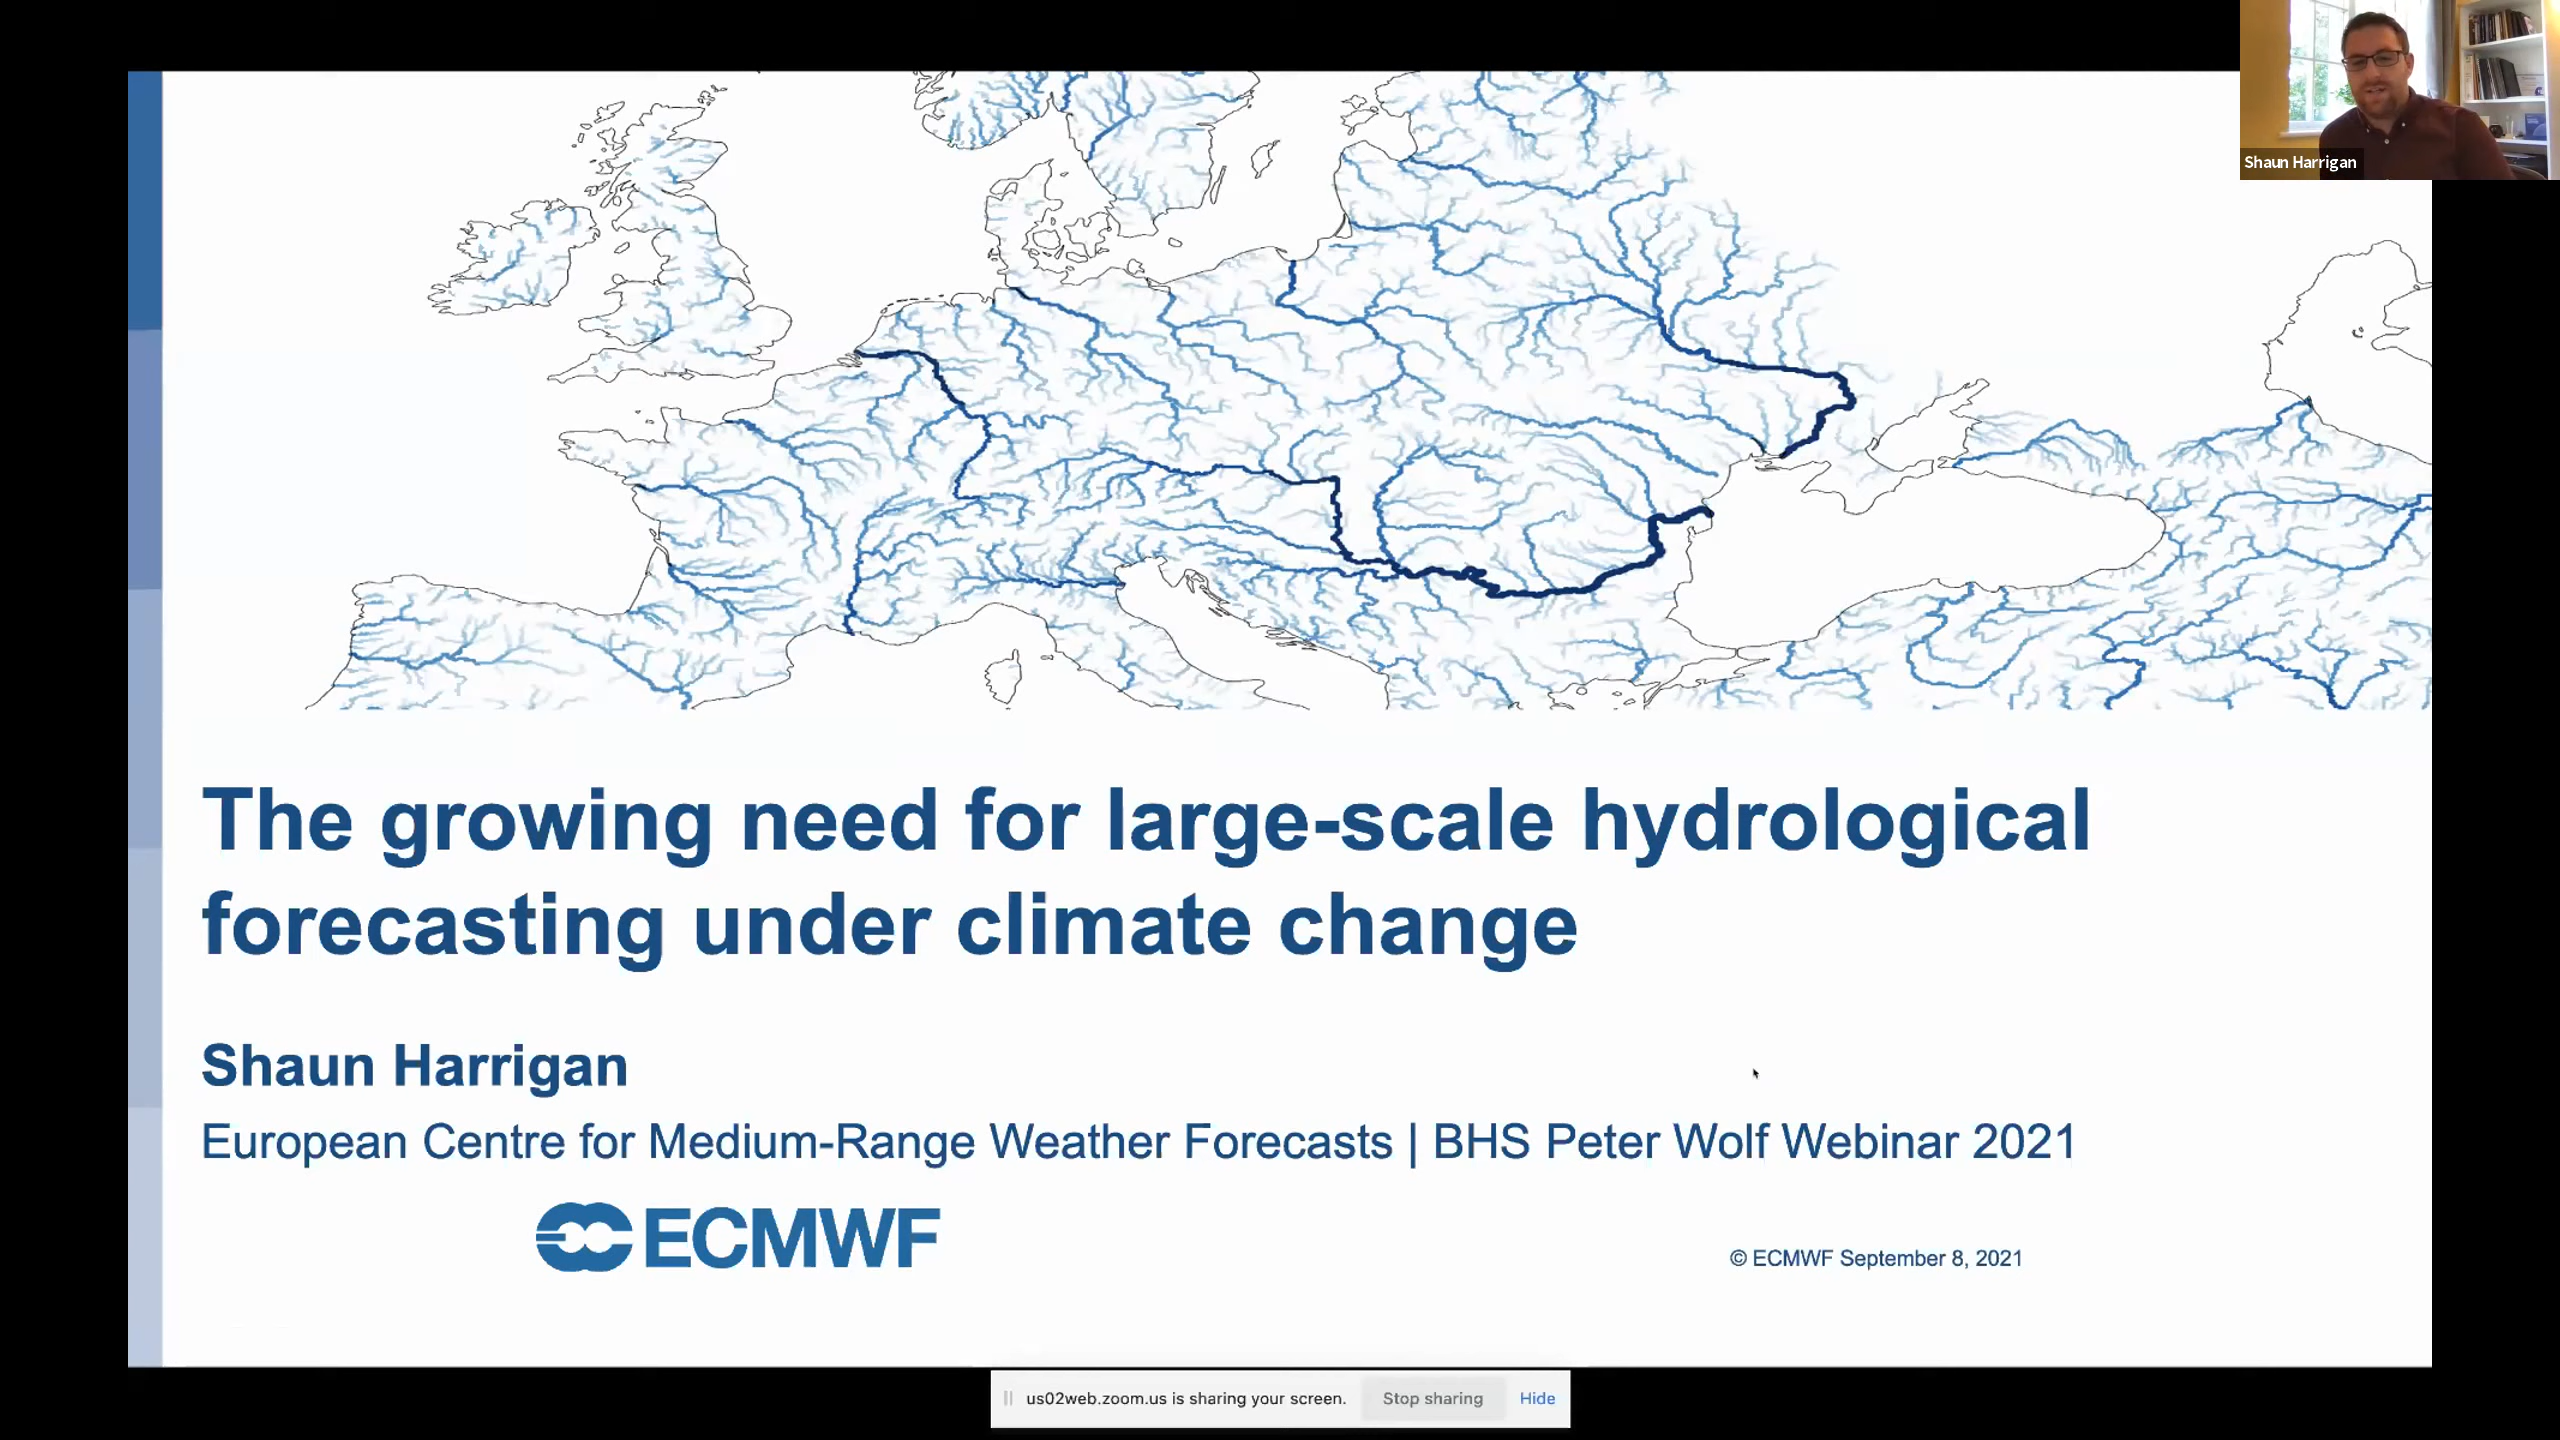 Shaun Harrigan
The growing need for large-scale hydrological
forecasting under climate change
Shaun Harrigan
European Centre for Medium-Range Weather Forecasts | BHS Peter Wolf Webinar 2021
ECMWF
© ECMWF September 8, 2021
us02web.zoom.us is sharing your screen. Stop sharing Hide